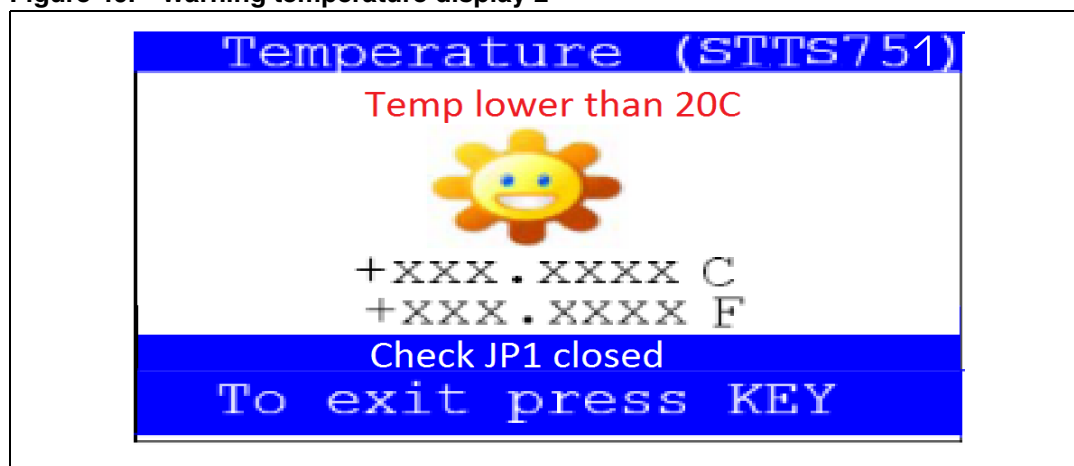 Figure Warning temperature display 2
Temperature (STTS751)
Temp lower than 20C
+xxx.xxxx C
+xxx.xxxx F
Check JP1 closed
To exit press KEY